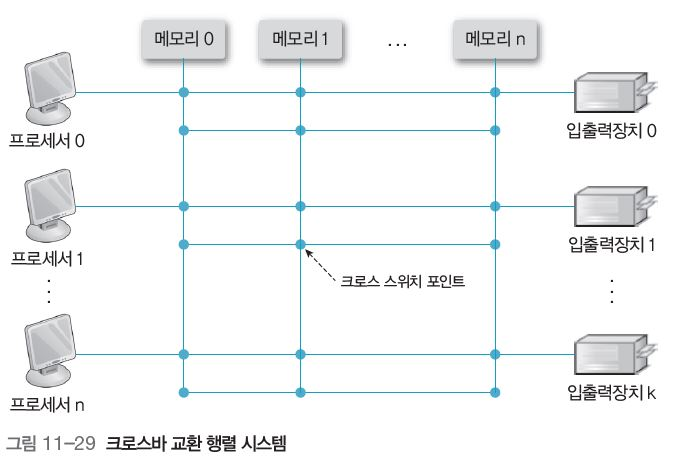 메모리 0
메모리 1
...
메모리 n
프로세서 0
입출력장치 0
프로세서 1
입출력장치 1
크로스 스위치 포인트
프로세서 n
입출력장치 k
그림 11-29 크로스바 교환 행렬 시스템